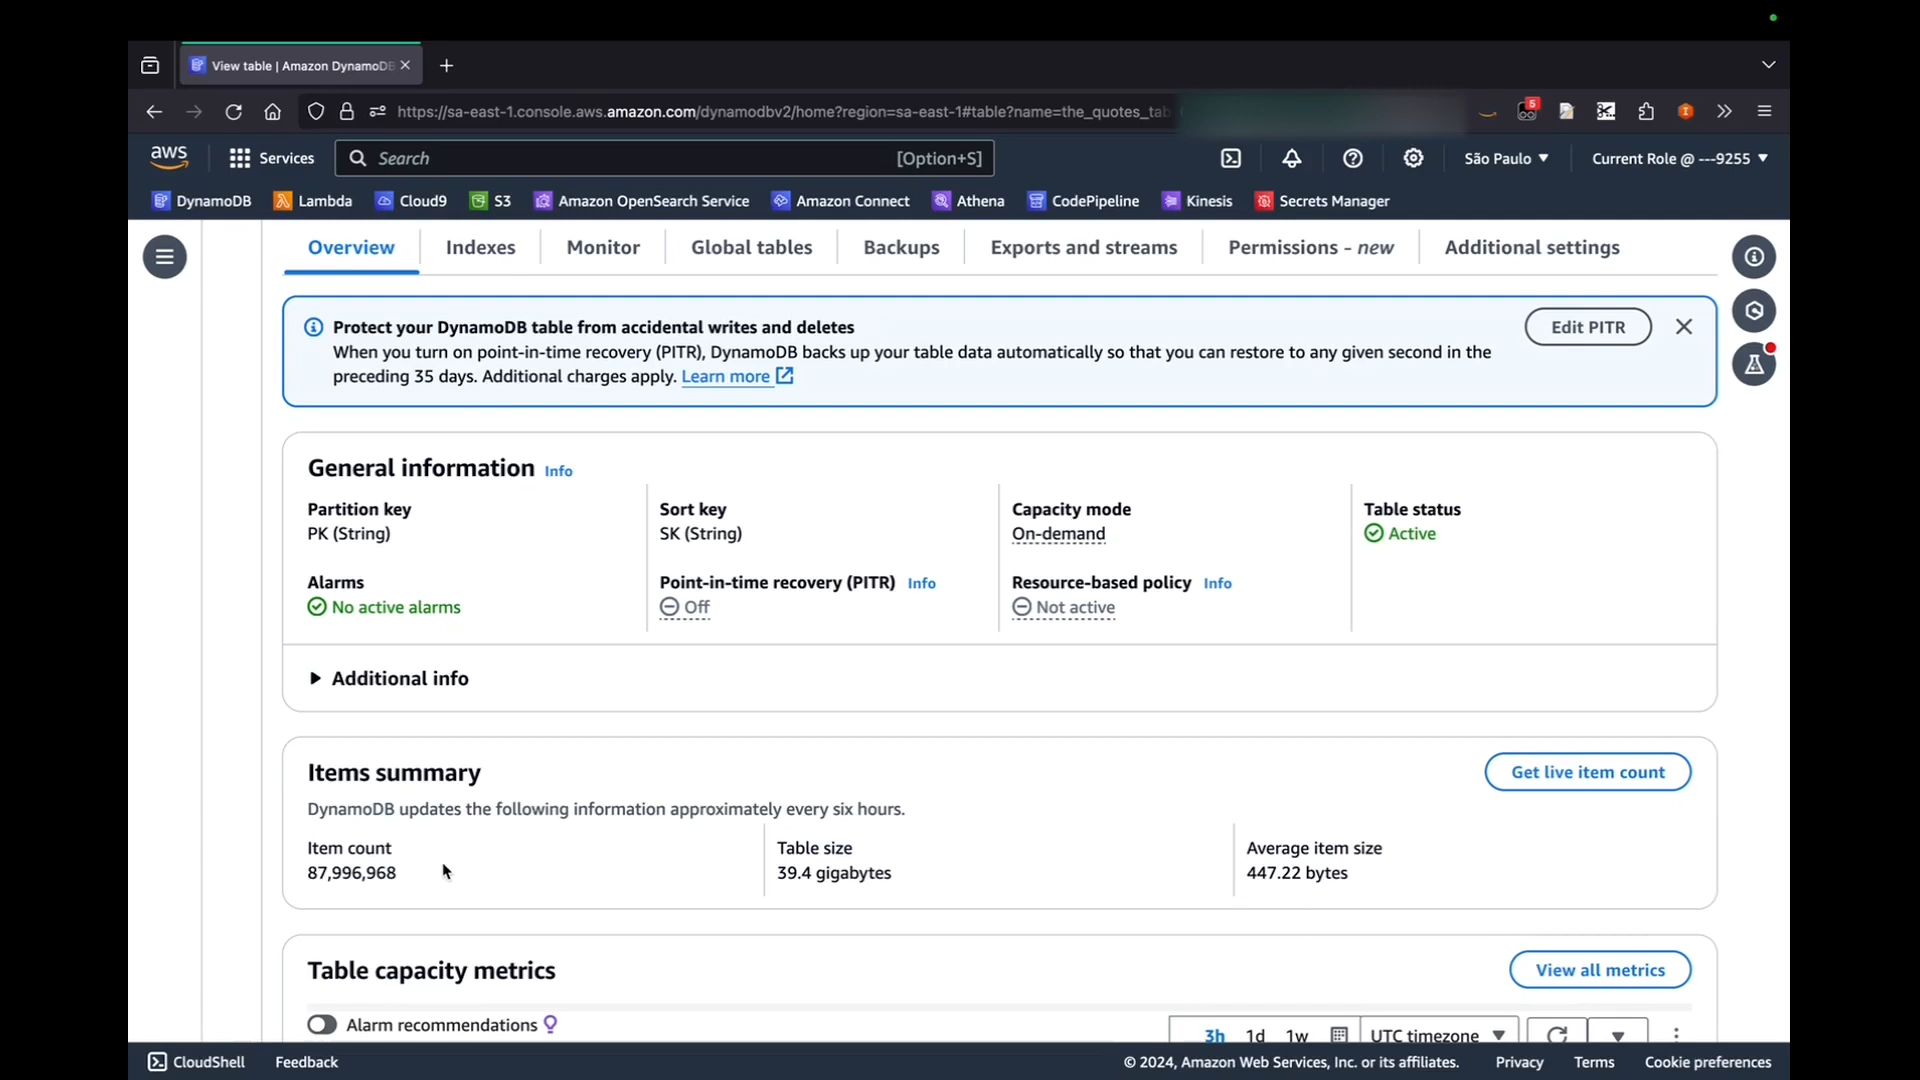 View table | Amazon DynamoDB
https://sa-east-1.console.aws.amazon.com/dynamodbv2/home?region=sa-east-1#table?name=the_quotes_tab
5
aws
Services
Search
[Option+S]
São Paulo
Current Role @ ---9255
DynamoDB
Lambda
Cloud9
S3
Amazon OpenSearch Service
Amazon Connect
Athena
CodePipeline
Kinesis
Secrets Manager
Overview
Indexes
Monitor
Global tables
Backups
Exports and streams
Permissions - new
Additional settings
Protect your DynamoDB table from accidental writes and deletes
When you turn on point-in-time recovery (PITR), DynamoDB backs up your table data automatically so that you can restore to any given second in the
preceding 35 days. Additional charges apply. Learn more
Edit PITR
General information Info
Partition key
PK (String)
Sort key
SK (String)
Capacity mode
On-demand
Table status
Active
Alarms
No active alarms
Point-in-time recovery (PITR) Info
Off
Resource-based policy Info
Not active
Additional info
Items summary
Get live item count
DynamoDB updates the following information approximately every six hours.
Item count
87,996,968
Table size
39.4 gigabytes
Average item size
447.22 bytes
Table capacity metrics
View all metrics
Alarm recommendations
3h 1d 1w
UTC timezone
CloudShell
Feedback
© 2024, Amazon Web Services, Inc. or its affiliates.
Privacy
Terms
Cookie preferences